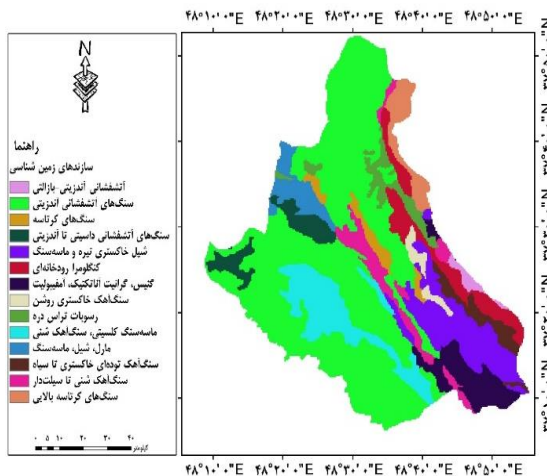 ۴۸°۱۰'۰"E ۴۸°۲۰'۰"E ۴۸°۳۰'۰"E ۴۸°۴۰'۰"E ۴۸°۵۰'۰"E
N
راهنما
سازندهای زمین شناسی
آتشفشانی آندزیتی-بازالتی
سنگ‌های آتشفشانی آندزیتی
سنگ‌های کرتاسه
سنگ‌های آتشفشانی داسیتی تا آندزیتی
شیل خاکستری تیره و ماسه‌سنگ
کنگلومرا رودخانه‌ای
گنیس، گرانیت آناتکتیک، آمفیبولیت
سنگ‌آهک خاکستری روشن
رسوبات تراس دره
ماسه‌سنگ کلسیتی، سنگ‌آهک شنی
مارل، شیل، ماسه‌سنگ
سنگ‌آهک توده‌ای خاکستری تا سیاه
سنگ‌آهک شنی تا سیلت‌دار
سنگ‌های کرتاسه بالایی
۰ ۵ ۱۰ ۲۰ ۳۰ ۴۰
کیلومتر
۴۸°۱۰'۰"E ۴۸°۲۰'۰"E ۴۸°۳۰'۰"E ۴۸°۴۰'۰"E ۴۸°۵۰'۰"E